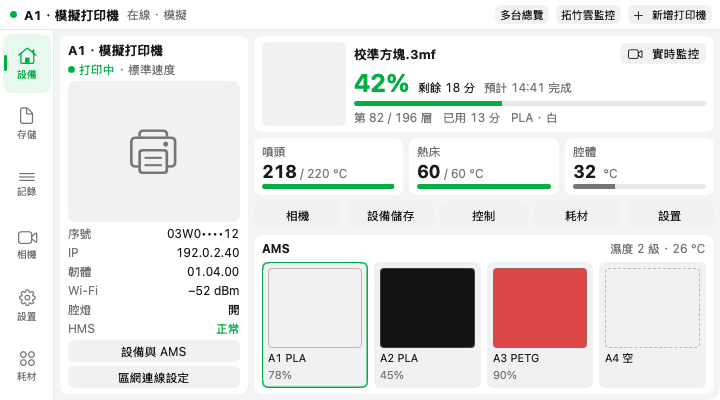 A1 · 模擬打印機 在線 · 模擬
多台總覽
拓竹雲監控
+ 新增打印機
設備
存儲
記錄
相機
設置
耗材
A1 · 模擬打印機
打印中 · 標準速度
序號 03W0••••12
IP 192.0.2.40
韌體 01.04.00
Wi-Fi −52 dBm
腔燈 開
HMS 正常
設備與 AMS
區網連線設定
校準方塊.3mf
實時監控
42% 剩餘 18 分 預計 14:41 完成
第 82 / 196 層 已用 13 分 PLA · 白
噴頭
218 / 220 °C
熱床
60 / 60 °C
腔體
32 °C
相機
設備儲存
控制
耗材
設置
AMS
濕度 2 級 · 26 °C
A1 PLA
78%
A2 PLA
45%
A3 PETG
90%
A4 空